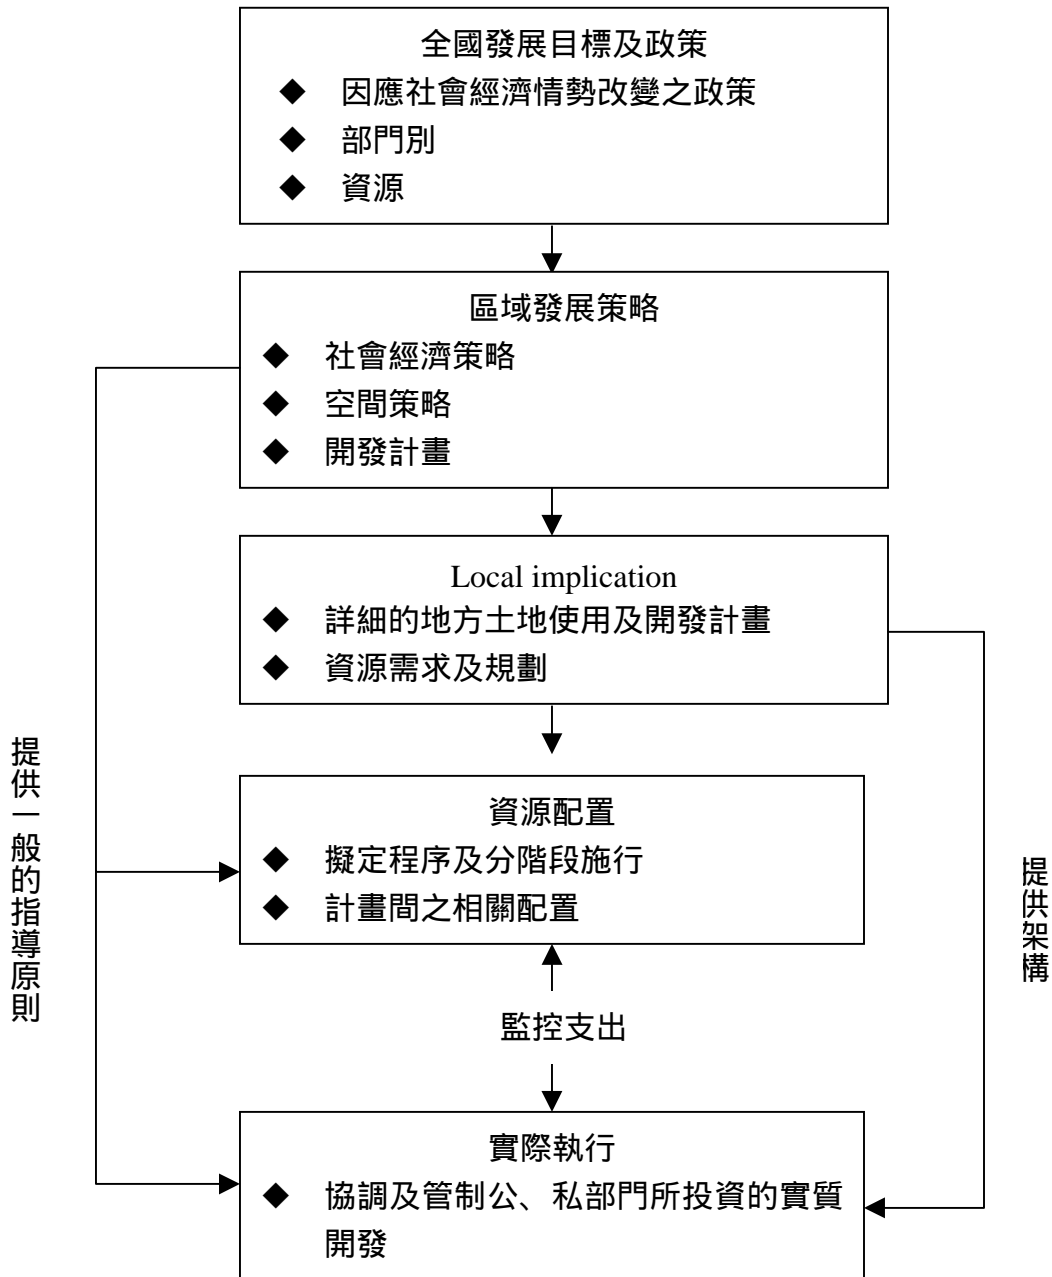 全國發展目標及政策
◆ 因應社會經濟情勢改變之政策
◆ 部門別
◆ 資源
區域發展策略
◆ 社會經濟策略
◆ 空間策略
◆ 開發計畫
Local implication
◆ 詳細的地方土地使用及開發計畫
◆ 資源需求及規劃
提供一般的指導原則
資源配置
◆ 擬定程序及分階段施行
◆ 計畫間之相關配置
提供架構
監控支出
實際執行
◆ 協調及管制公、私部門所投資的實質
開發